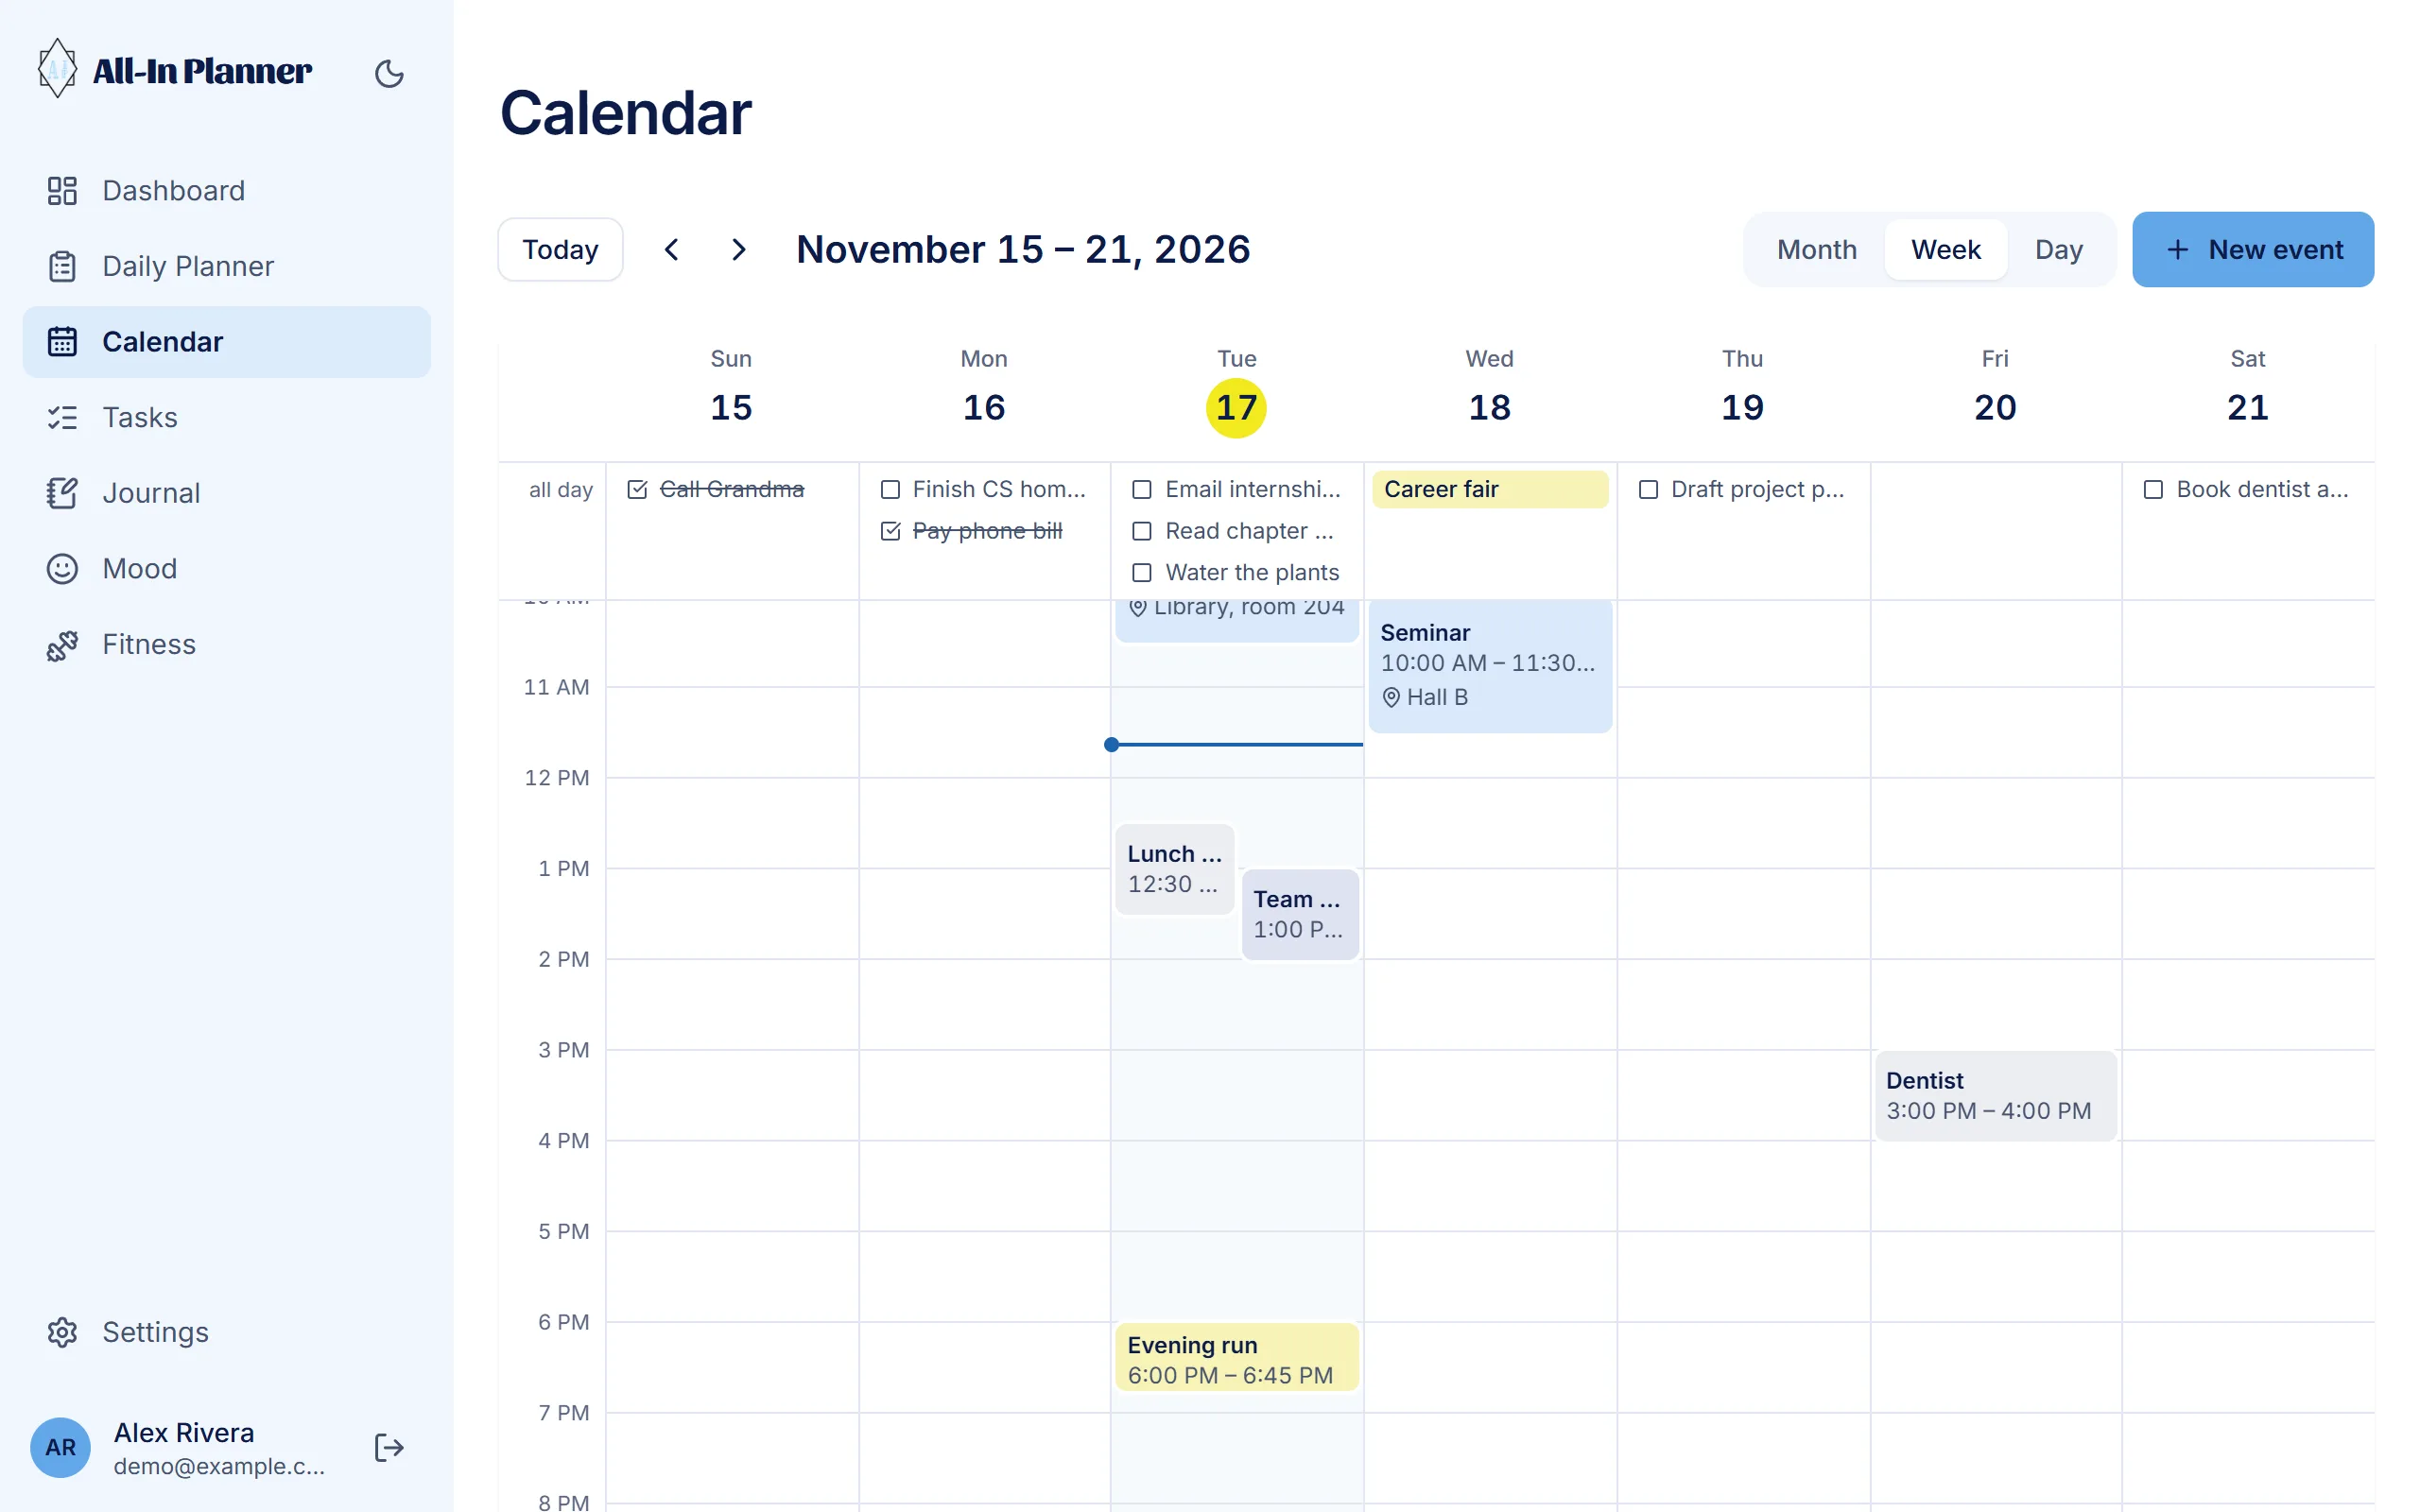 All-In Planner
Dashboard
Daily Planner
Calendar
Tasks
Journal
Mood
Fitness
Settings
AR
Alex Rivera
demo@example.c...
Calendar
Today
November 15 – 21, 2026
Month
Week
Day
New event
Sun
15
Mon
16
Tue
17
Wed
18
Thu
19
Fri
20
Sat
21
all day
Call Grandma
Finish CS hom...
Pay phone bill
Email internshi...
Read chapter ...
Water the plants
Career fair
Draft project p...
Book dentist a...
Library, room 204
Seminar
10:00 AM – 11:30...
Hall B
11 AM
12 PM
Lunch ...
12:30 ...
1 PM
Team ...
1:00 P...
2 PM
3 PM
Dentist
3:00 PM – 4:00 PM
4 PM
5 PM
6 PM
Evening run
6:00 PM – 6:45 PM
7 PM
8 PM